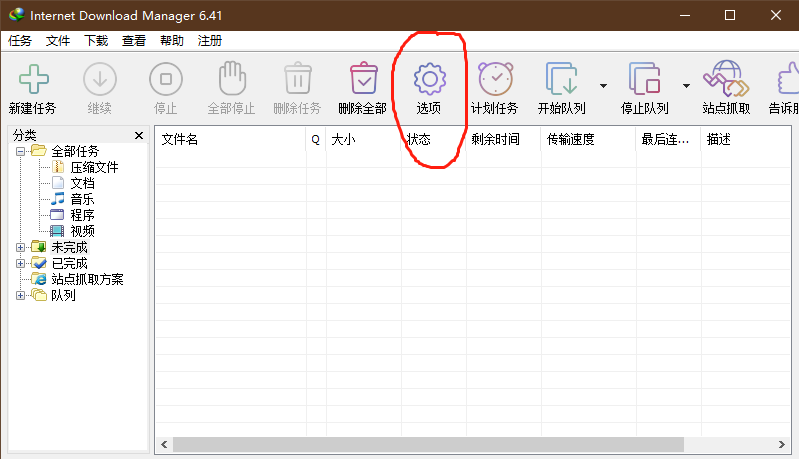 Internet Download Manager 6.41
任务 文件 下载 查看 帮助 注册
新建任务 继续 停止 全部停止 删除任务 删除全部 选项 计划任务 开始队列 停止队列 站点抓取 告诉
分类
文件名 Q 大小 状态 剩余时间 传输速度 最后连... 描述
全部任务
压缩文件
文档
音乐
程序
视频
未完成
已完成
站点抓取方案
队列